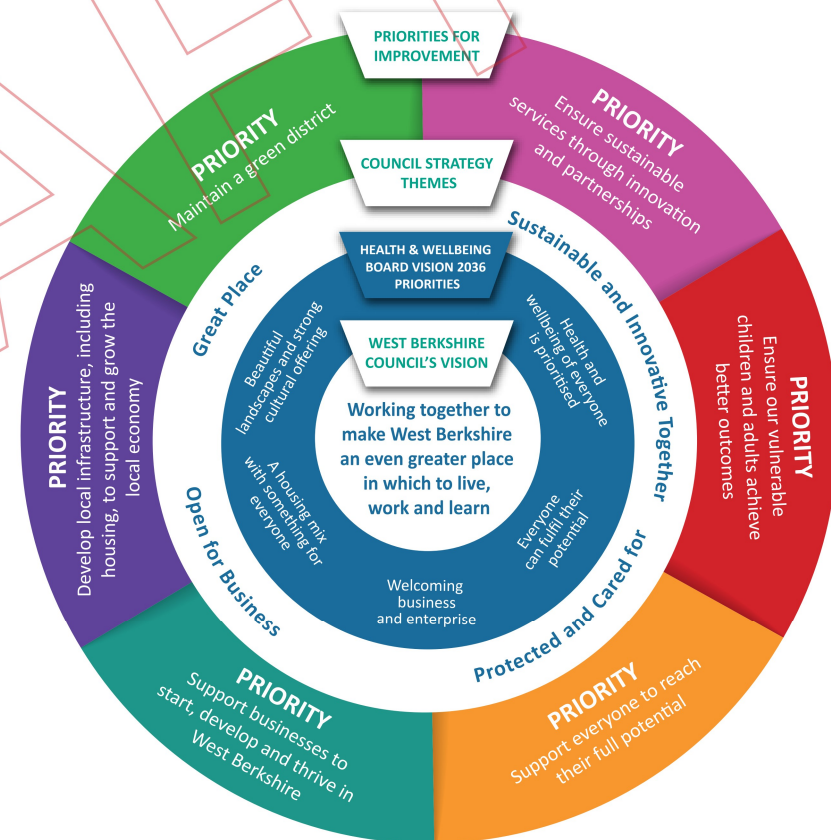 PRIORITIES FOR
IMPROVEMENT
PRIORITY
Maintain a green district
PRIORITY
Ensure sustainable
services through innovation
and partnerships
PRIORITY
Ensure our vulnerable
children and adults achieve
better outcomes
PRIORITY
Support everyone to reach
their full potential
PRIORITY
Support businesses to
start, develop and thrive in
West Berkshire
PRIORITY
Develop local infrastructure, including
housing, to support and grow the
local economy
COUNCIL STRATEGY
THEMES
Great Place
Sustainable and Innovative Together
Protected and Cared for
Open for Business
HEALTH & WELLBEING
BOARD VISION 2036
PRIORITIES
Beautiful
landscapes and strong
cultural offering
Health and
wellbeing of everyone
is prioritised
Everyone
can fulfil their
potential
Welcoming
business
and enterprise
A housing mix
with something for
everyone
WEST BERKSHIRE
COUNCIL'S VISION
Working together to
make West Berkshire
an even greater place
in which to live,
work and learn